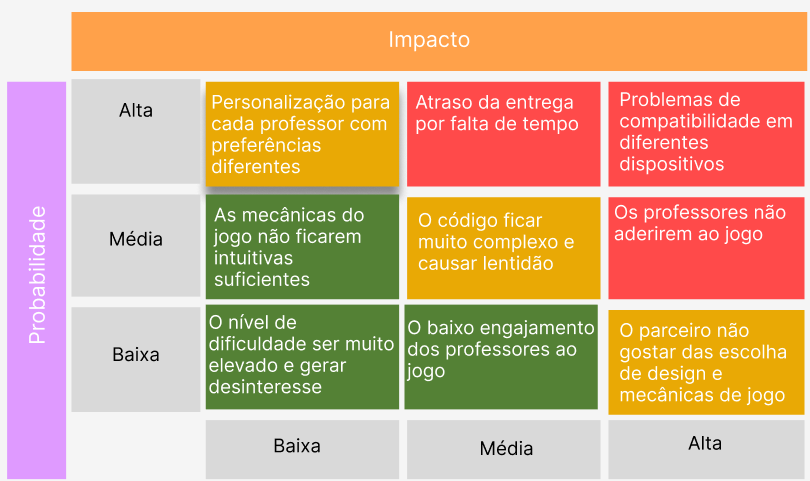 Impacto
Probabilidade
Alta
Personalização para
cada professor com
preferências
diferentes
Atraso da entrega
por falta de tempo
Problemas de
compatibilidade em
diferentes
dispositivos
Média
As mecânicas do
jogo não ficarem
intuitivas
suficientes
O código ficar
muito complexo e
causar lentidão
Os professores não
aderirem ao jogo
Baixa
O nível de
dificuldade ser muito
elevado e gerar
desinteresse
O baixo engajamento
dos professores ao
jogo
O parceiro não
gostar das escolha
de design e
mecânicas de jogo
Baixa
Média
Alta